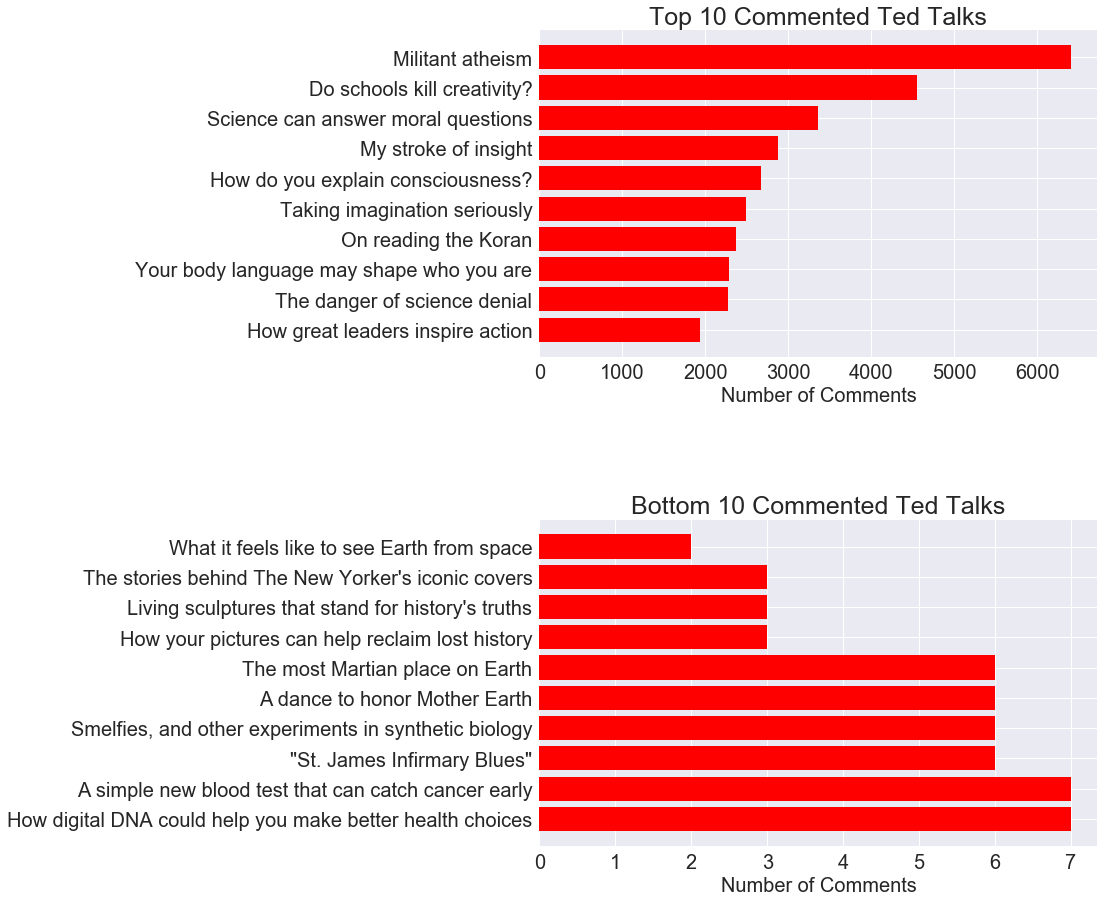 Top 10 Commented Ted Talks
Militant atheism
Do schools kill creativity?
Science can answer moral questions
My stroke of insight
How do you explain consciousness?
Taking imagination seriously
On reading the Koran
Your body language may shape who you are
The danger of science denial
How great leaders inspire action
0 1000 2000 3000 4000 5000 6000
Number of Comments
Bottom 10 Commented Ted Talks
What it feels like to see Earth from space
The stories behind The New Yorker's iconic covers
Living sculptures that stand for history's truths
How your pictures can help reclaim lost history
The most Martian place on Earth
A dance to honor Mother Earth
Smelfies, and other experiments in synthetic biology
"St. James Infirmary Blues"
A simple new blood test that can catch cancer early
How digital DNA could help you make better health choices
0 1 2 3 4 5 6 7
Number of Comments